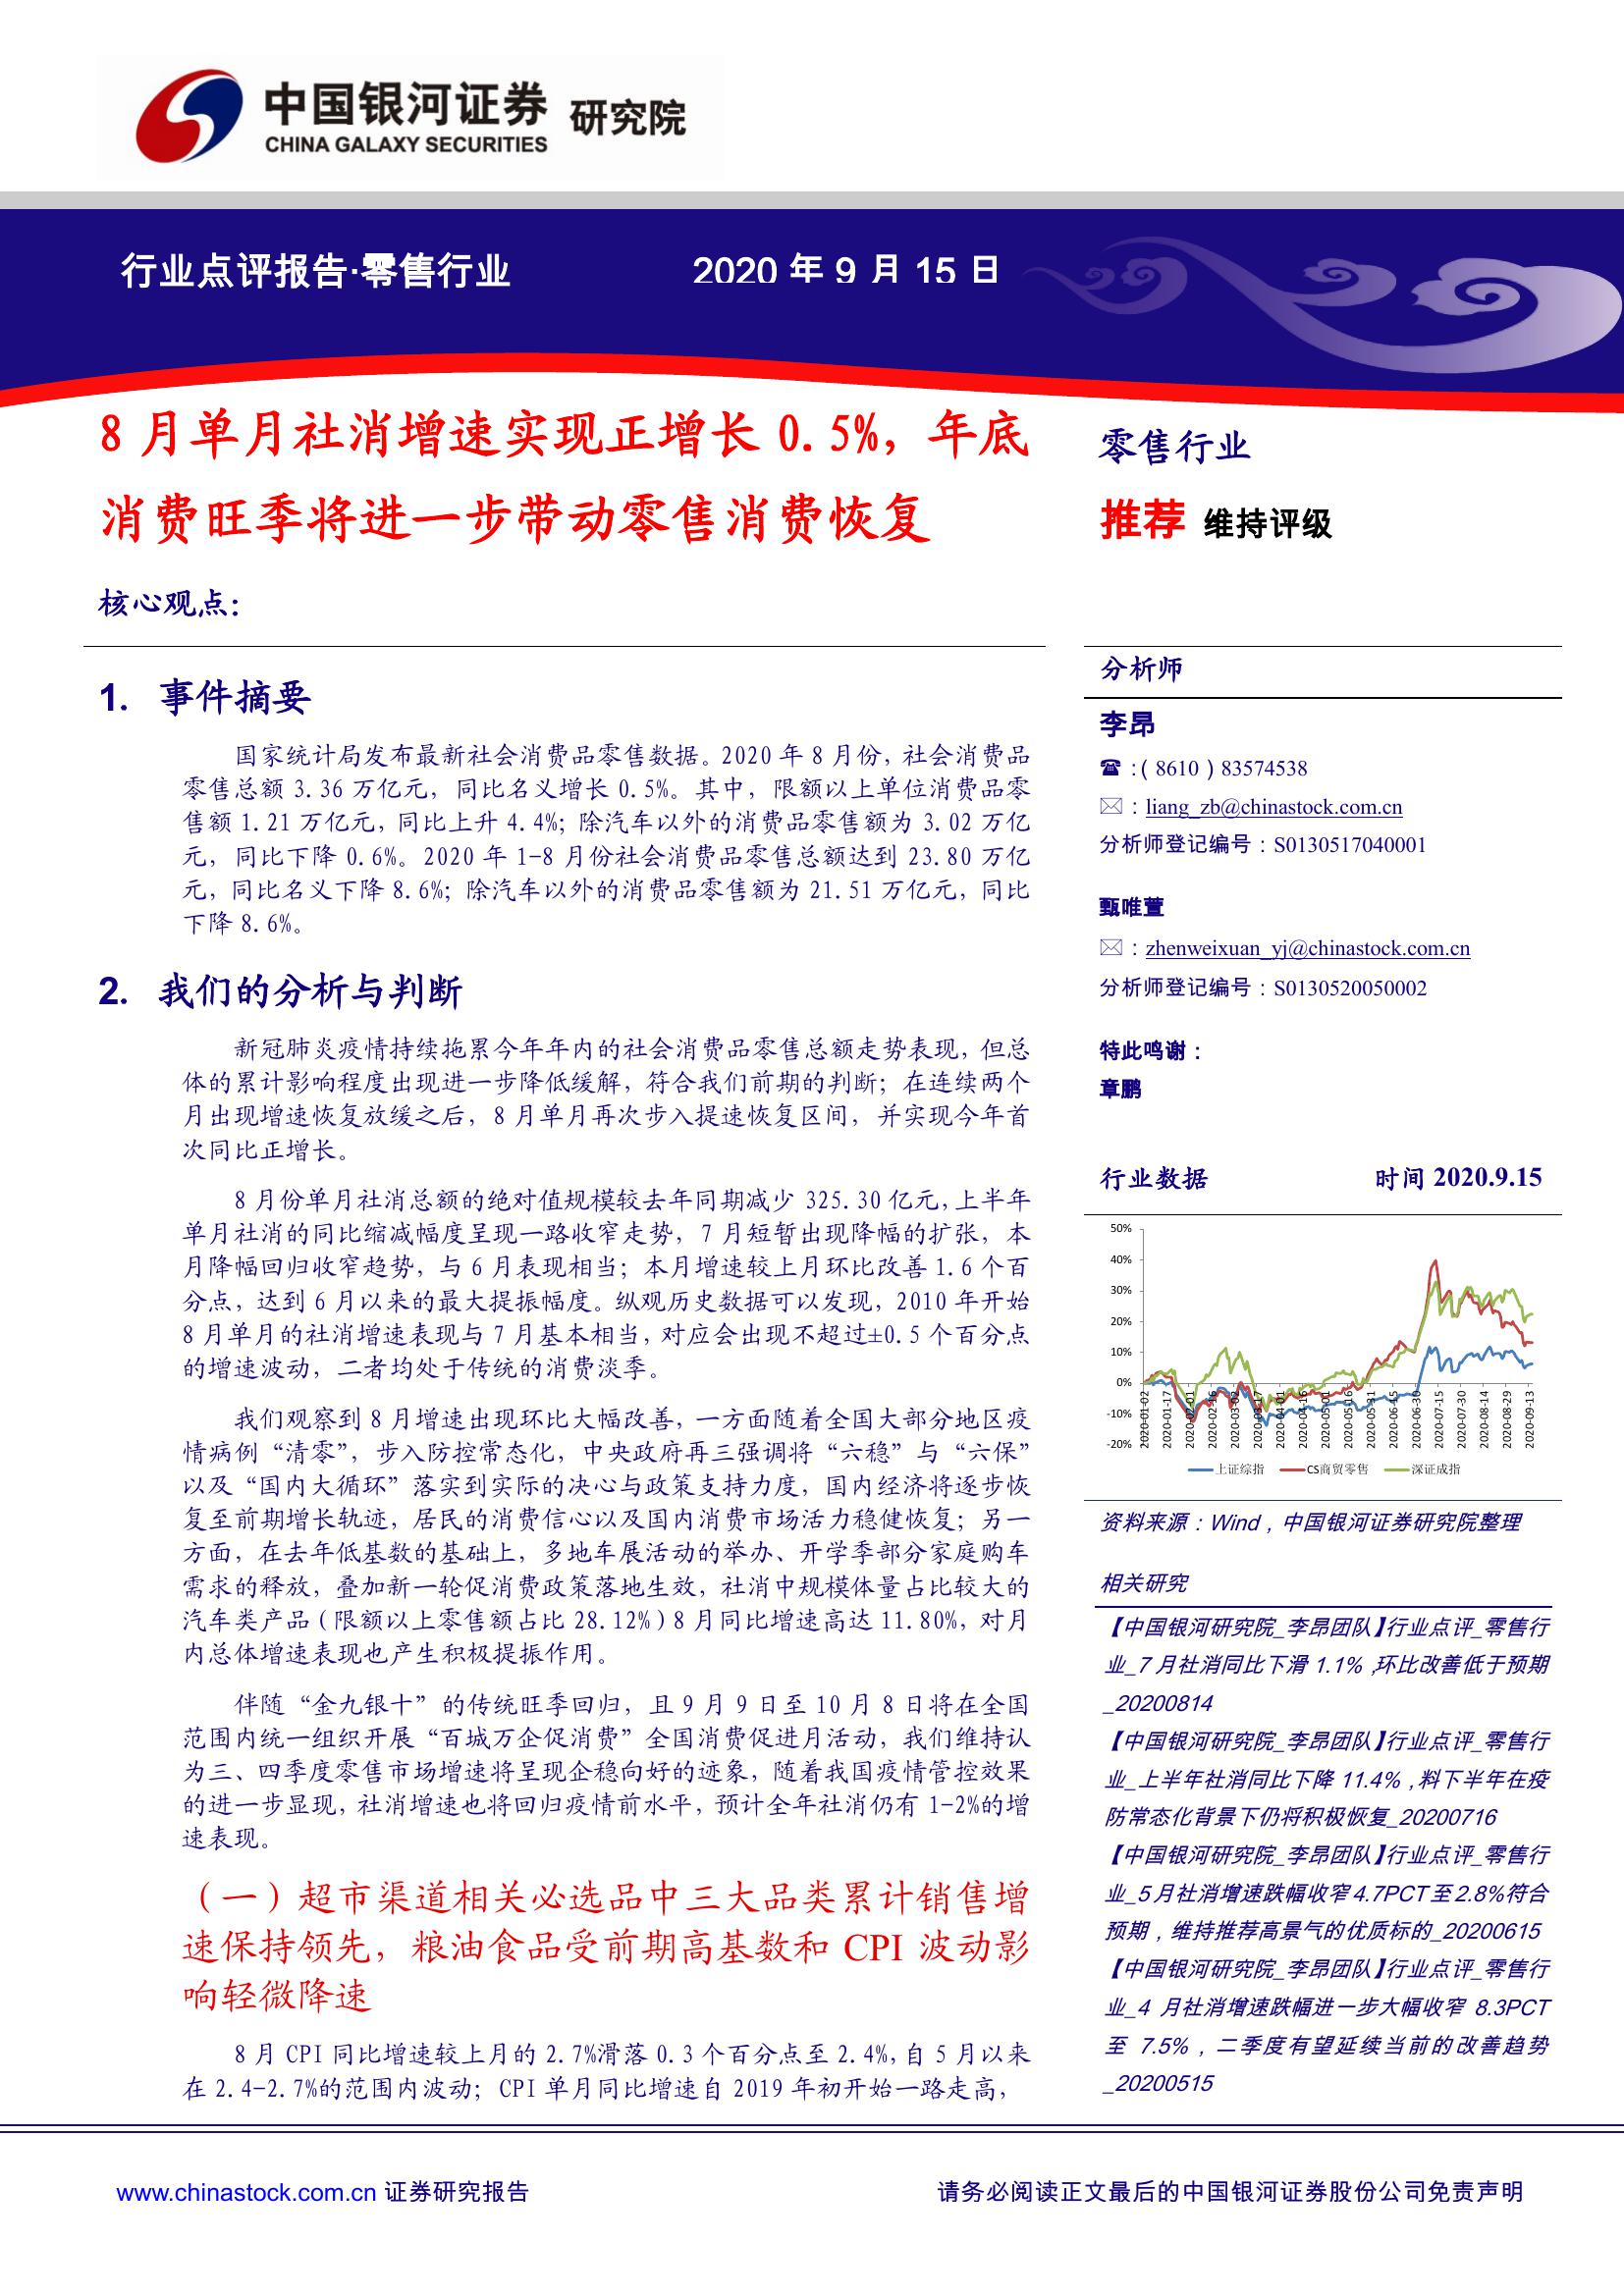 中国银河证券 研究院
CHINA GALAXY SECURITIES
行业点评报告·零售行业 2020 年 9 月 15 日
8 月单月社消增速实现正增长 0.5%，年底
消费旺季将进一步带动零售消费恢复
核心观点：
1. 事件摘要
国家统计局发布最新社会消费品零售数据。2020 年 8 月份，社会消费品
零售总额 3.36 万亿元，同比名义增长 0.5%。其中，限额以上单位消费品零
售额 1.21 万亿元，同比上升 4.4%；除汽车以外的消费品零售额为 3.02 万亿
元，同比下降 0.6%。2020 年 1-8 月份社会消费品零售总额达到 23.80 万亿
元，同比名义下降 8.6%；除汽车以外的消费品零售额为 21.51 万亿元，同比
下降 8.6%。
2. 我们的分析与判断
新冠肺炎疫情持续拖累今年年内的社会消费品零售总额走势表现，但总
体的累计影响程度出现进一步降低缓解，符合我们前期的判断；在连续两个
月出现增速恢复放缓之后，8 月单月再次步入提速恢复区间，并实现今年首
次同比正增长。
8 月份单月社消总额的绝对值规模较去年同期减少 325.30 亿元，上半年
单月社消的同比缩减幅度呈现一路收窄走势，7 月短暂出现降幅的扩张，本
月降幅回归收窄趋势，与 6 月表现相当；本月增速较上月环比改善 1.6 个百
分点，达到 6 月以来的最大提振幅度。纵观历史数据可以发现，2010 年开始
8 月单月的社消增速表现与 7 月基本相当，对应会出现不超过±0.5 个百分点
的增速波动，二者均处于传统的消费淡季。
我们观察到 8 月增速出现环比大幅改善，一方面随着全国大部分地区疫
情病例“清零”，步入防控常态化，中央政府再三强调将“六稳”与“六保”
以及“国内大循环”落实到实际的决心与政策支持力度，国内经济将逐步恢
复至前期增长轨迹，居民的消费信心以及国内消费市场活力稳健恢复；另一
方面，在去年低基数的基础上，多地车展活动的举办、开学季部分家庭购车
需求的释放，叠加新一轮促消费政策落地生效，社消中规模体量占比较大的
汽车类产品（限额以上零售额占比 28.12%）8 月同比增速高达 11.80%，对月
内总体增速表现也产生积极提振作用。
伴随“金九银十”的传统旺季回归，且 9 月 9 日至 10 月 8 日将在全国
范围内统一组织开展“百城万企促消费”全国消费促进月活动，我们维持认
为三、四季度零售市场增速将呈现企稳向好的迹象，随着我国疫情管控效果
的进一步显现，社消增速也将回归疫情前水平，预计全年社消仍有 1-2%的增
速表现。
（一）超市渠道相关必选品中三大品类累计销售增
速保持领先，粮油食品受前期高基数和 CPI 波动影
响轻微降速
8 月 CPI 同比增速较上月的 2.7%滑落 0.3 个百分点至 2.4%，自 5 月以来
在 2.4-2.7%的范围内波动；CPI 单月同比增速自 2019 年初开始一路走高，
零售行业
推荐 维持评级
分析师
李昂
☎：（8610）83574538
✉：liang_zb@chinastock.com.cn
分析师登记编号：S0130517040001
甄唯萱
✉：zhenweixuan_yj@chinastock.com.cn
分析师登记编号：S0130520050002
特此鸣谢：
章鹏
行业数据 时间 2020.9.15
50%
40%
30%
20%
10%
0%
-10%
-20%
2020-01-02 2020-01-17 2020-02-01 2020-02-16 2020-03-02 2020-03-17 2020-04-01 2020-04-16 2020-05-01 2020-05-16 2020-05-31 2020-06-15 2020-06-30 2020-07-15 2020-07-30 2020-08-14 2020-08-29 2020-09-13
上证综指 CS商贸零售 深证成指
资料来源：Wind，中国银河证券研究院整理
相关研究
【中国银河研究院_李昂团队】行业点评_零售行
业_7 月社消同比下滑 1.1%，环比改善低于预期
_20200814
【中国银河研究院_李昂团队】行业点评_零售行
业_上半年社消同比下降 11.4%，料下半年在疫
防常态化背景下仍将积极恢复_20200716
【中国银河研究院_李昂团队】行业点评_零售行
业_5 月社消增速跌幅收窄 4.7PCT 至 2.8%符合
预期，维持推荐高景气的优质标的_20200615
【中国银河研究院_李昂团队】行业点评_零售行
业_4 月社消增速跌幅进一步大幅收窄 8.3PCT
至 7.5%，二季度有望延续当前的改善趋势
_20200515
www.chinastock.com.cn 证券研究报告 请务必阅读正文最后的中国银河证券股份公司免责声明